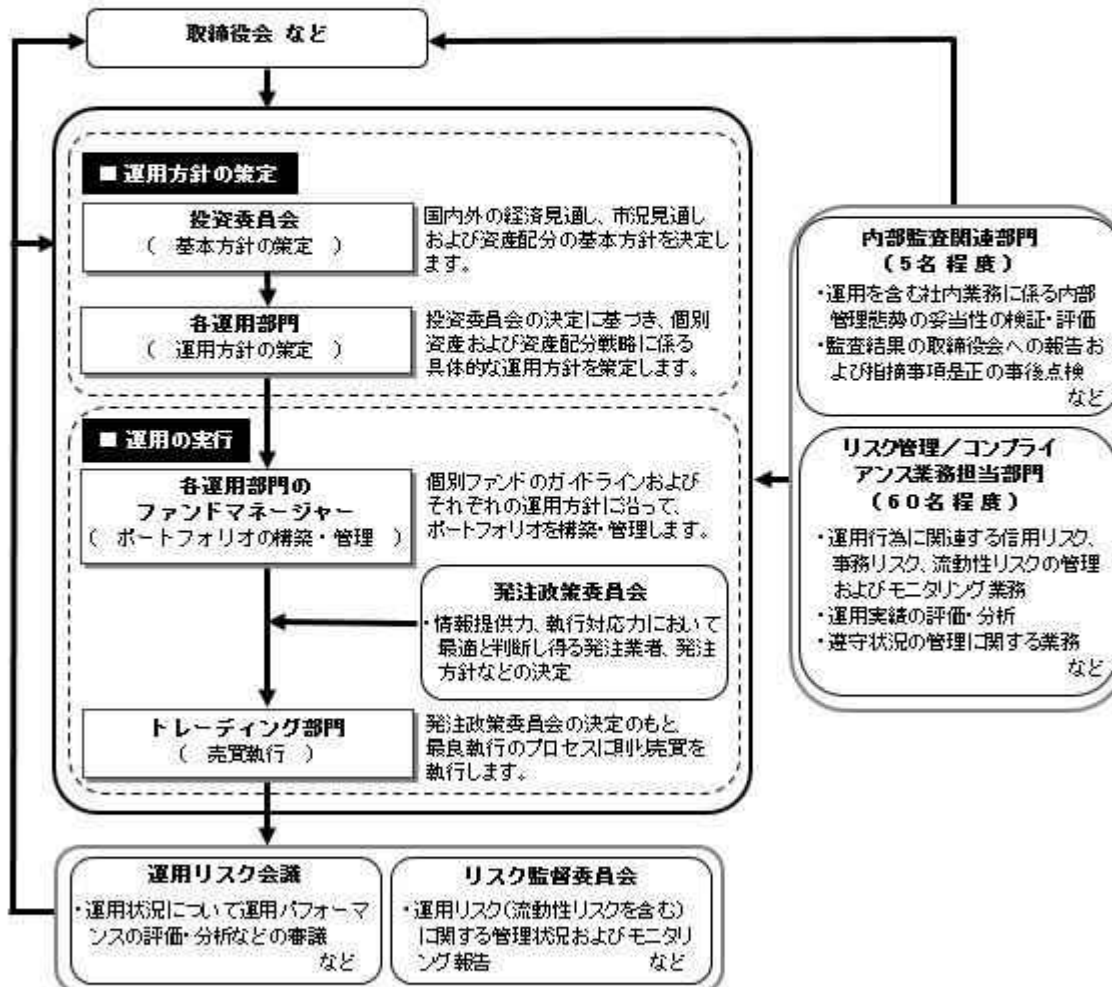 取締役会 など
■ 運用方針の策定
投資委員会
( 基本方針の策定 )
国内外の経済見通し、市況見通し
および資産配分の基本方針を決定し
ます。
各運用部門
( 運用方針の策定 )
投資委員会の決定に基づき、個別
資産および資産配分戦略に係る
具体的な運用方針を策定します。
■ 運用の実行
各運用部門の
ファンドマネージャー
( ポートフォリオの構築・管理 )
個別ファンドのガイドラインおよび
それぞれの運用方針に沿って、
ポートフォリオを構築・管理します。
発注政策委員会
・情報提供力、執行対応力において
最適と判断し得る発注業者、発注
方針などの決定
トレーディング部門
( 売買執行 )
発注政策委員会の決定のもと、
最良執行のプロセスに則り売買を
執行します。
運用リスク会議
・運用状況について運用パフォーマ
ンスの評価・分析などの審議
など
リスク監督委員会
・運用リスク(流動性リスクを含む)
に関する管理状況およびモニタリ
ング報告 など
内部監査関連部門
(5名程度)
・運用を含む社内業務に係る内部
管理態勢の妥当性の検証・評価
・監査結果の取締役会への報告お
よび指摘事項是正の事後点検
など
リスク管理／コンプライ
アンス業務担当部門
(60名程度)
・運用行為に関連する信用リスク、
事務リスク、流動性リスクの管理
およびモニタリング業務
・運用実績の評価・分析
・遵守状況の管理に関する業務
など